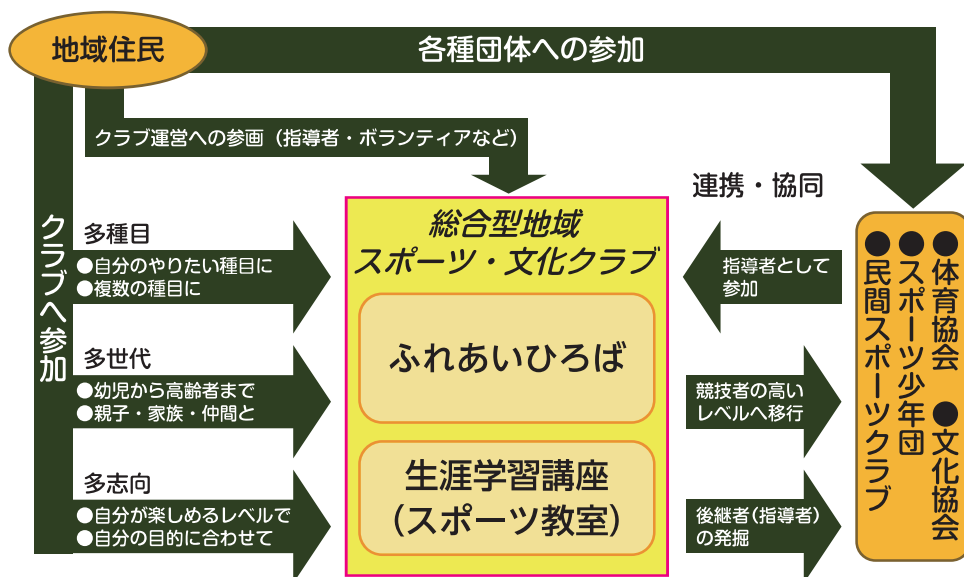 地域住民
各種団体への参加
クラブ運営への参画（指導者・ボランティアなど）
クラブへ参加
多種目
●自分のやりたい種目に
●複数の種目に
多世代
●幼児から高齢者まで
●親子・家族・仲間と
多志向
●自分が楽しめるレベルで
●自分の目的に合わせて
総合型地域
スポーツ・文化クラブ
ふれあいひろば
生涯学習講座
（スポーツ教室）
連携・協同
指導者として
参加
競技者の高い
レベルへ移行
後継者（指導者）
の発掘
●体育協会　●文化協会
●スポーツ少年団
●民間スポーツクラブ